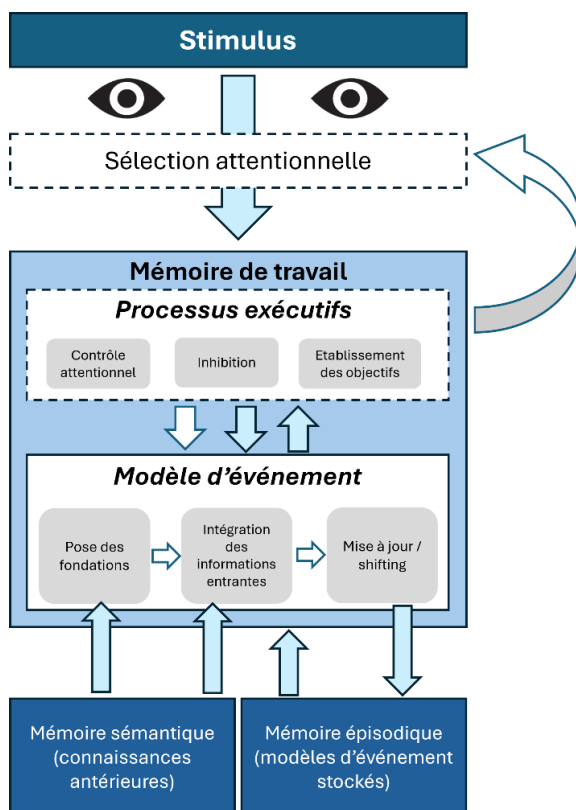 Stimulus
Sélection attentionnelle
Mémoire de travail
Processus exécutifs
Contrôle
attentionnel
Inhibition
Etablissement
des objectifs
Modèle d'événement
Pose des
fondations
Intégration
des
informations
entrantes
Mise à jour /
shifting
Mémoire sémantique
(connaissances
antérieures)
Mémoire épisodique
(modèles d'événement
stockés)